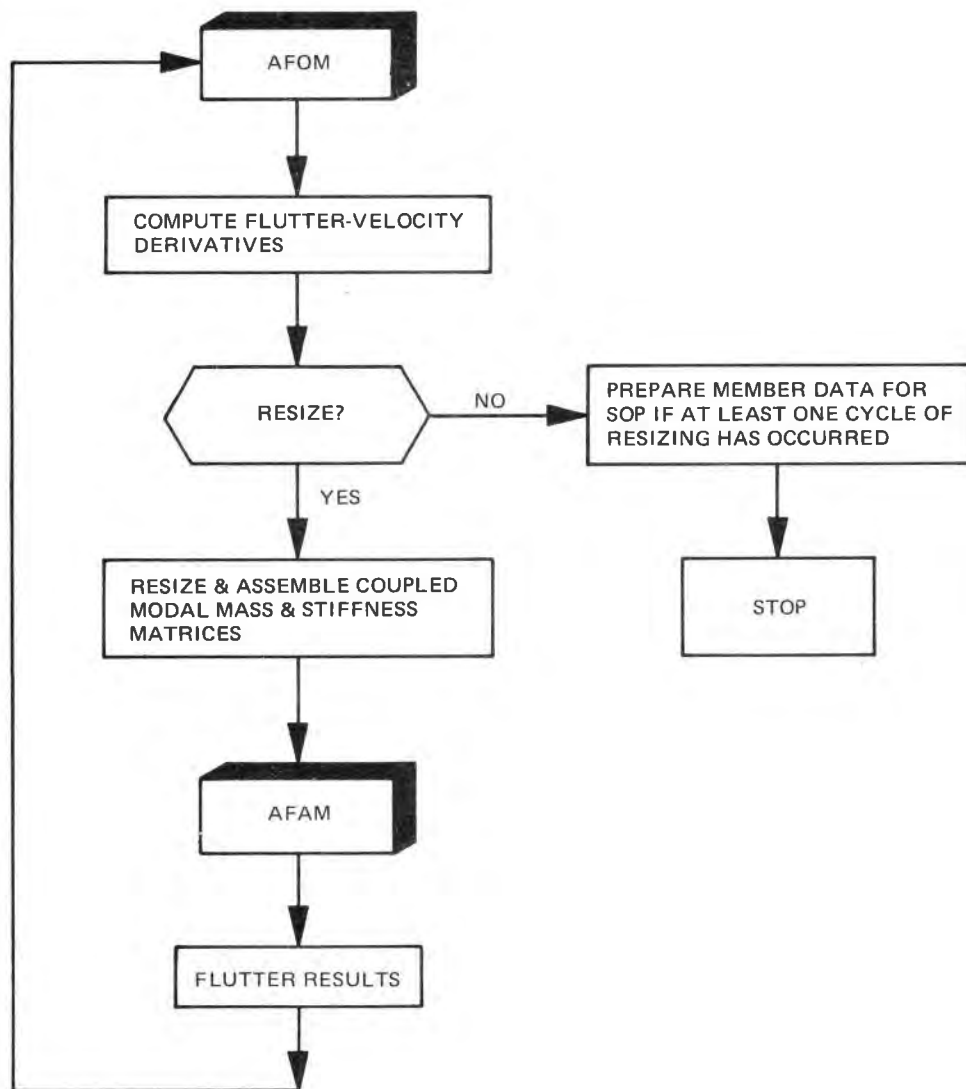 AFOM
COMPUTE FLUTTER-VELOCITY
DERIVATIVES
RESIZE?
NO
PREPARE MEMBER DATA FOR
SOP IF AT LEAST ONE CYCLE OF
RESIZING HAS OCCURRED
YES
STOP
RESIZE & ASSEMBLE COUPLED
MODAL MASS & STIFFNESS
MATRICES
AFAM
FLUTTER RESULTS